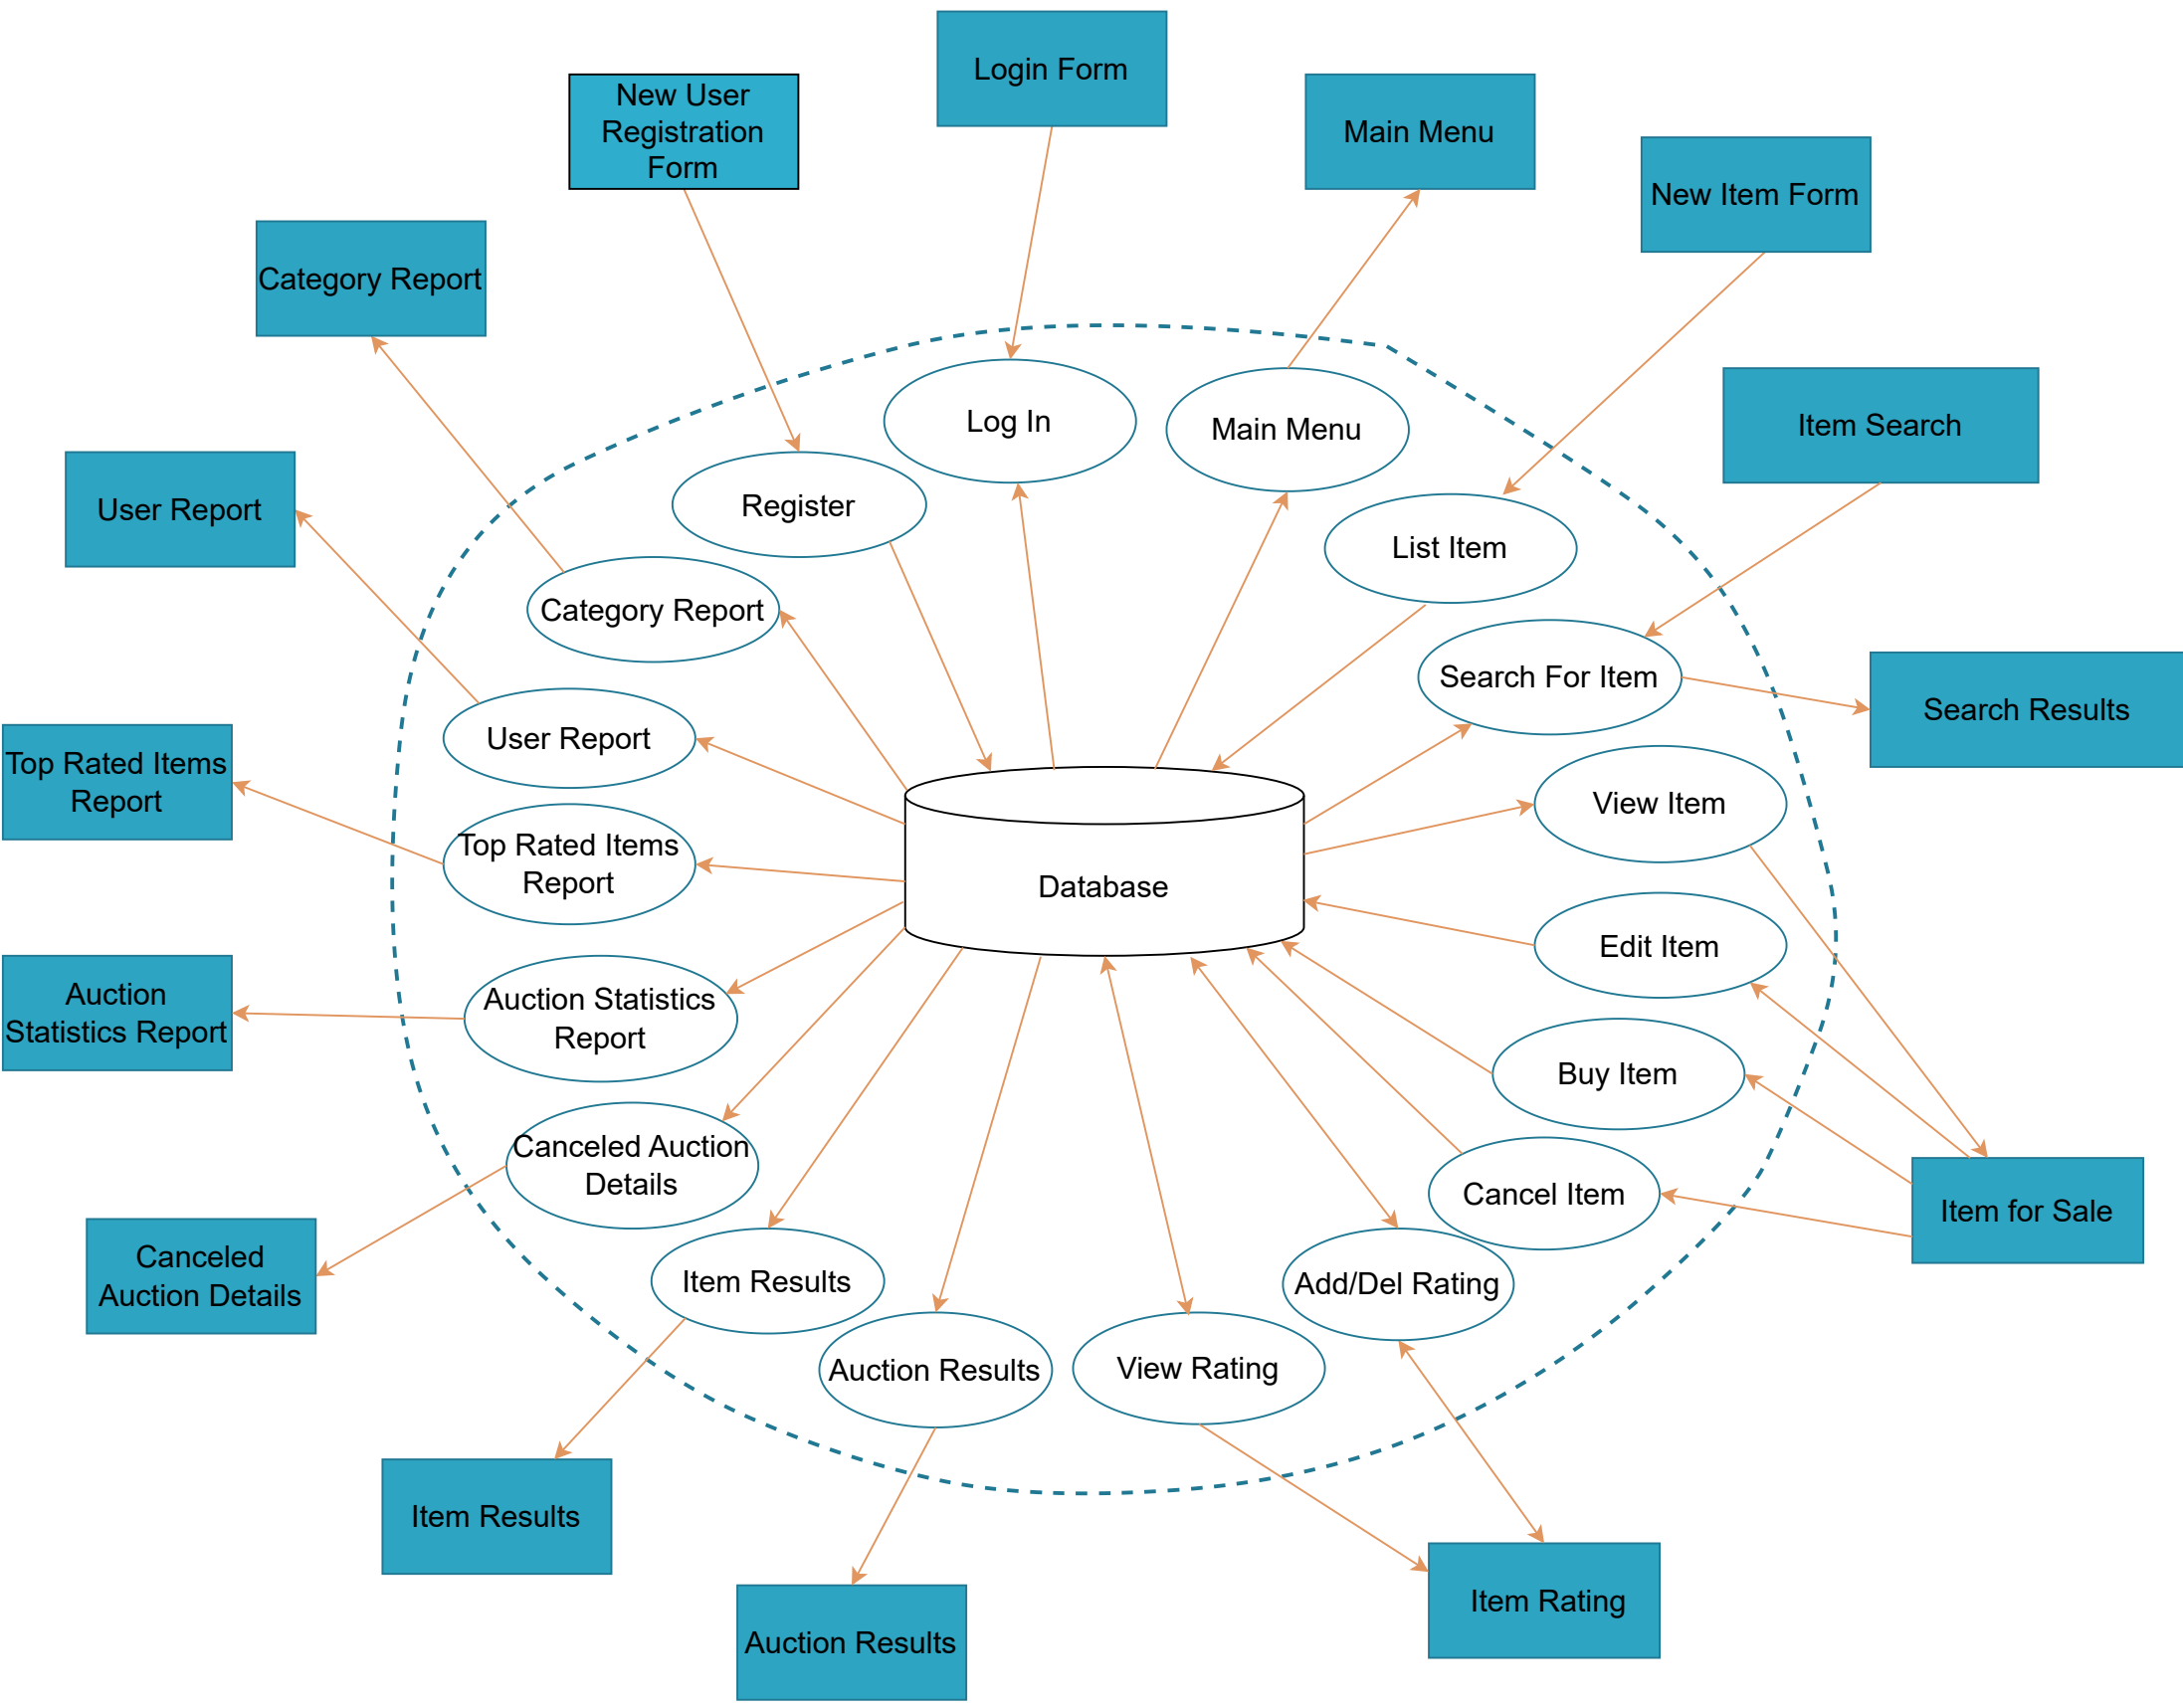 Login Form
New User
Registration
Form
Main Menu
New Item Form
Category Report
Item Search
User Report
Log In
Main Menu
Register
List Item
Category Report
Search For Item
Search Results
User Report
Top Rated Items
Report
View Item
Top Rated Items
Report
Database
Edit Item
Auction
Statistics Report
Auction Statistics
Report
Buy Item
Canceled Auction
Details
Cancel Item
Item for Sale
Canceled
Auction Details
Item Results
Add/Del Rating
Auction Results
View Rating
Item Results
Item Rating
Auction Results